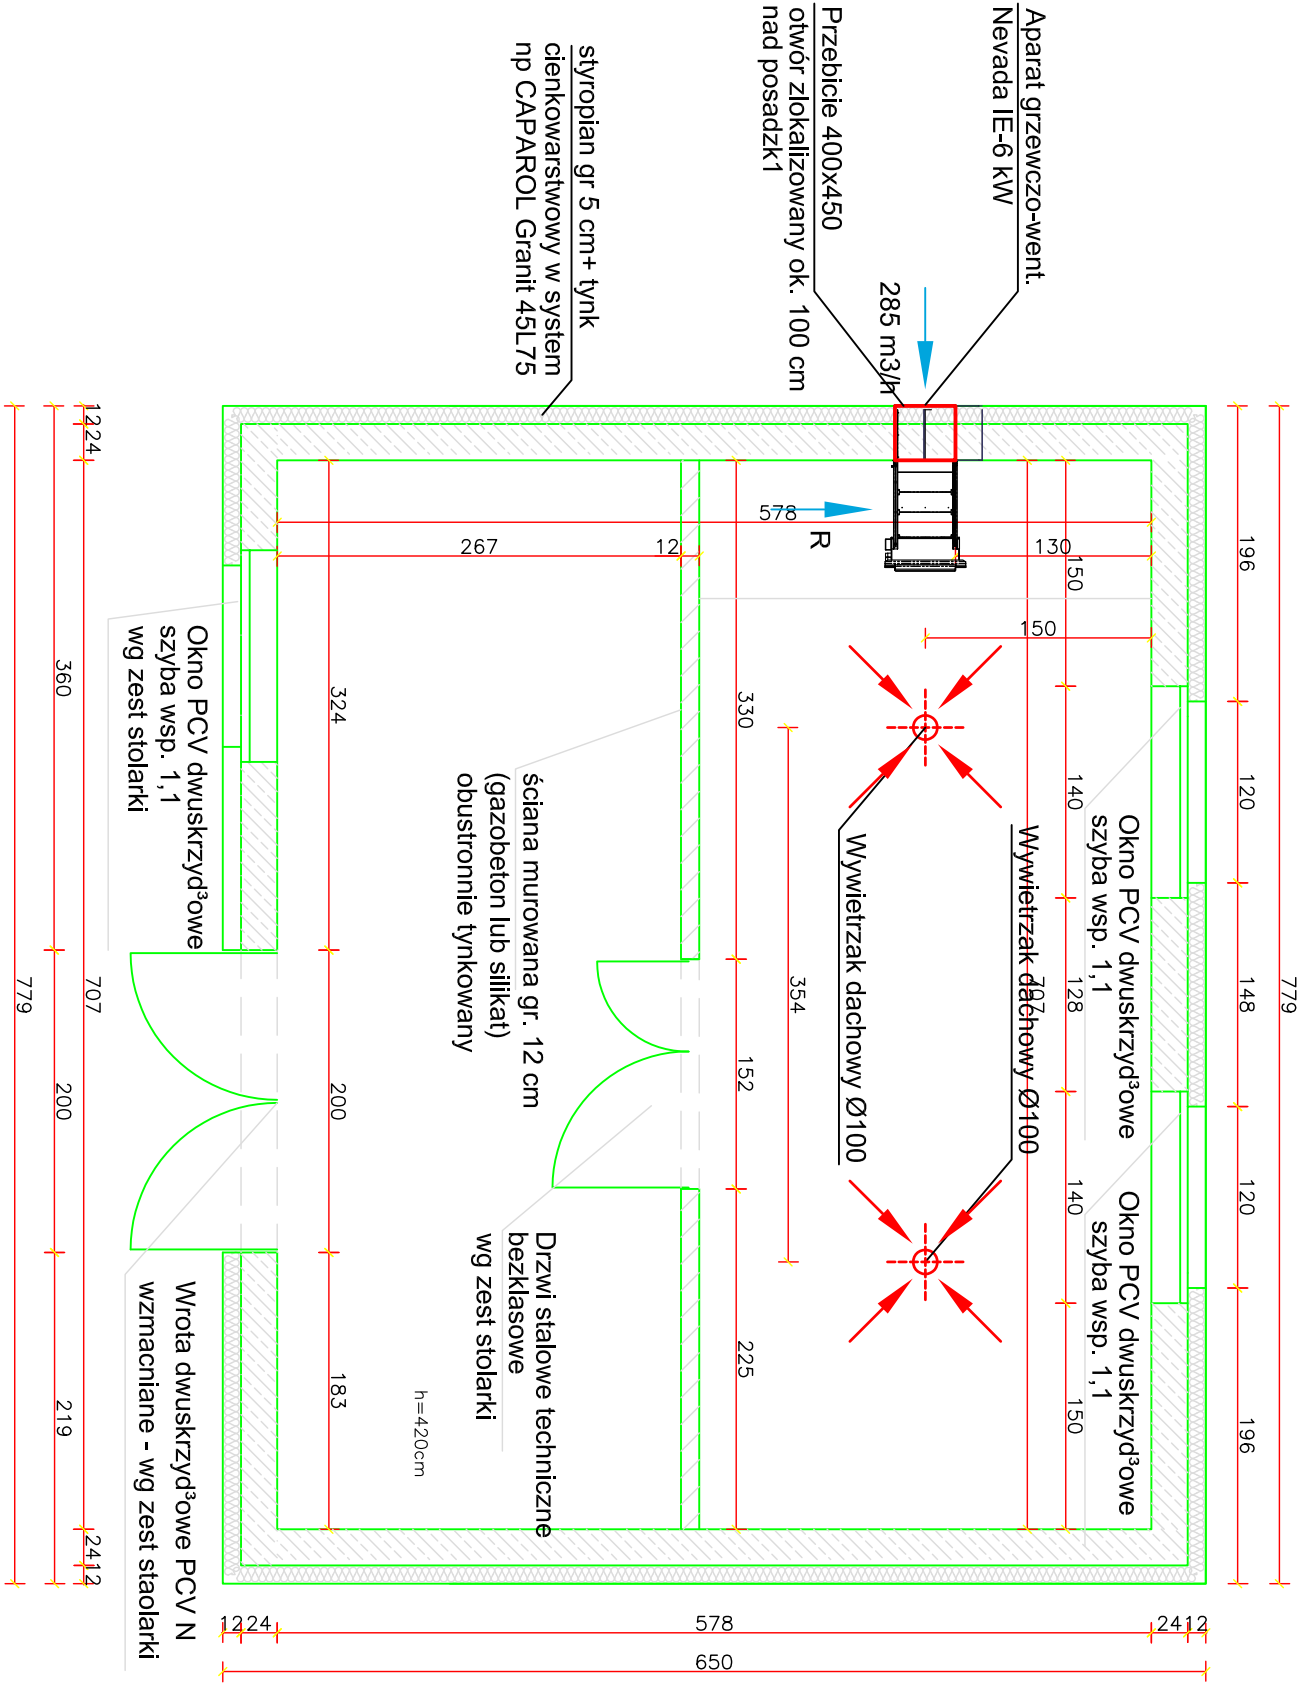 Aparat grzewczo-went.
Nevada IE-6 kW
Przebicie 400x450
otwór zlokalizowany ok. 100 cm
nad posadzk1
285 m3/h
styropian gr 5 cm+ tynk
cienkowarstwowy w system
np CAPAROL Granit 45L75
R
Okno PCV dwuskrzyd³owe
szyba wsp. 1,1
wg zest stolarki
ściana murowana gr. 12 cm
(gazobeton lub silikat)
obustronnie tynkowany
Wywietrzak dachowy Ø100
Wywietrzak dachowy Ø100
Okno PCV dwuskrzyd³owe
szyba wsp. 1,1
Okno PCV dwuskrzyd³owe
szyba wsp. 1,1
Drzwi stalowe techniczne
bezklasowe
wg zest stolarki
h=420cm
Wrota dwuskrzyd³owe PCV N
wzmacniane - wg zest staolarki
779
196
120
148
120
196
150
140
128
140
150
707
578
130
150
267
12
330
152
225
354
324
200
183
12
24
707
24
12
360
200
219
779
12
24
578
24
12
650